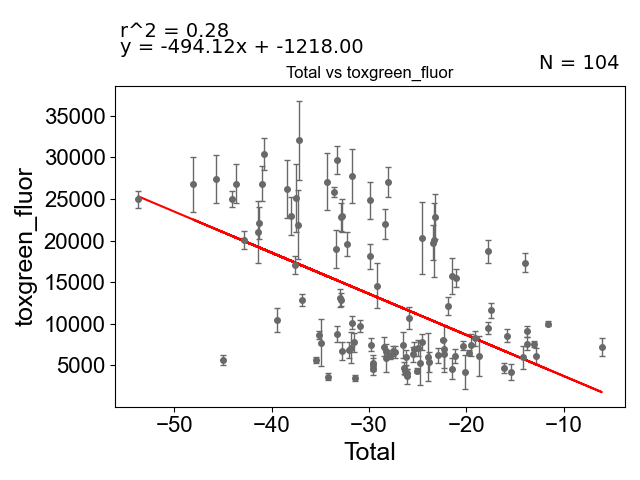 r^2 = 0.28
y = -494.12x + -1218.00
N = 104
Total vs toxgreen_fluor
toxgreen_fluor
35000
30000
25000
20000
15000
10000
5000
−50 −40 −30 −20 −10
Total